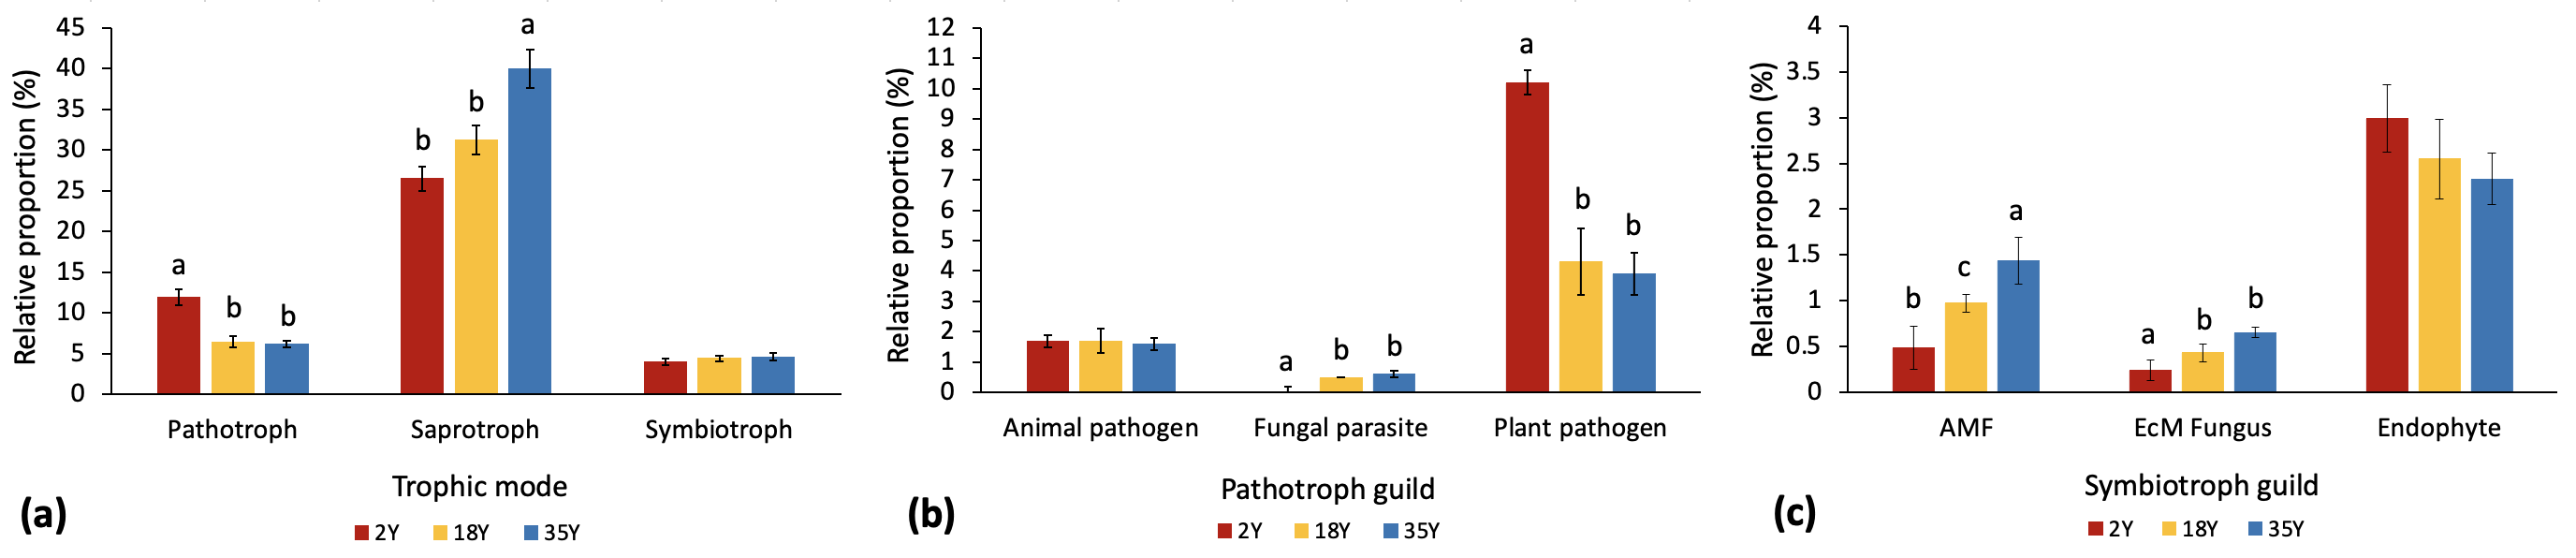 Relative proportion (%)
45
40
35
30
25
20
15
10
5
0
a
b
b
b
b
a
Pathotroph
Saprotroph
Symbiotroph
Trophic mode
(a)
2Y 18Y 35Y
Relative proportion (%)
12
11
10
9
8
7
6
5
4
3
2
1
0
a
b
b
a
b
b
Animal pathogen
Fungal parasite
Plant pathogen
Pathotroph guild
(b)
2Y 18Y 35Y
Relative proportion (%)
4
3.5
3
2.5
2
1.5
1
0.5
0
b
c
a
a
b
b
AMF
EcM Fungus
Endophyte
Symbiotroph guild
(c)
2Y 18Y 35Y